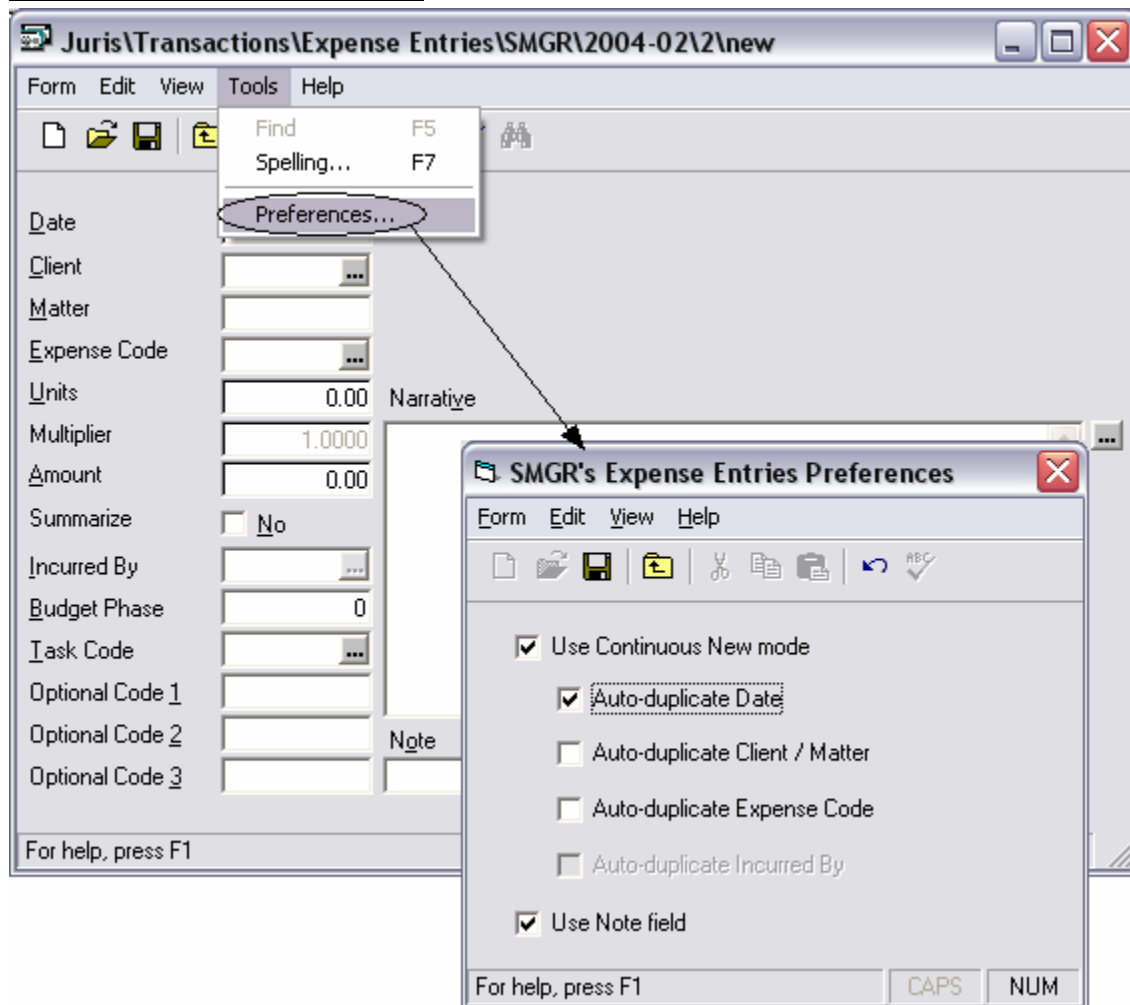 Juris\Transactions\Expense Entries\SMGR\2004-02\2\new
Form Edit View Tools Help
Find F5
Spelling... F7
Preferences...
Date
Client ...
Matter
Expense Code ...
Units 0.00 Narrative
Multiplier 1.0000 ...
Amount 0.00
Summarize No
Incurred By ...
Budget Phase 0
Task Code ...
Optional Code 1
Optional Code 2 Note
Optional Code 3
For help, press F1
SMGR's Expense Entries Preferences
Form Edit View Help
ABC
Use Continuous New mode
Auto-duplicate Date
Auto-duplicate Client / Matter
Auto-duplicate Expense Code
Auto-duplicate Incurred By
Use Note field
For help, press F1 CAPS NUM